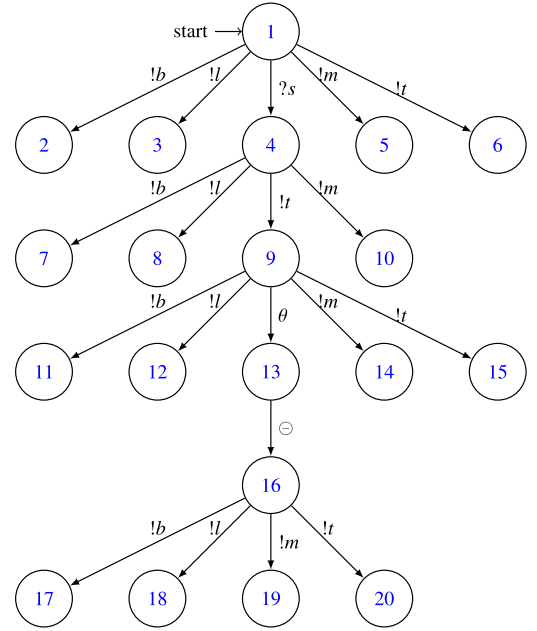 start 1
!b !l ?s !m !t
2 3 4 5 6
!b !l !t !m
7 8 9 10
!b !l θ !m !t
11 12 13 14 15
⊖
16
!b !l !m !t
17 18 19 20